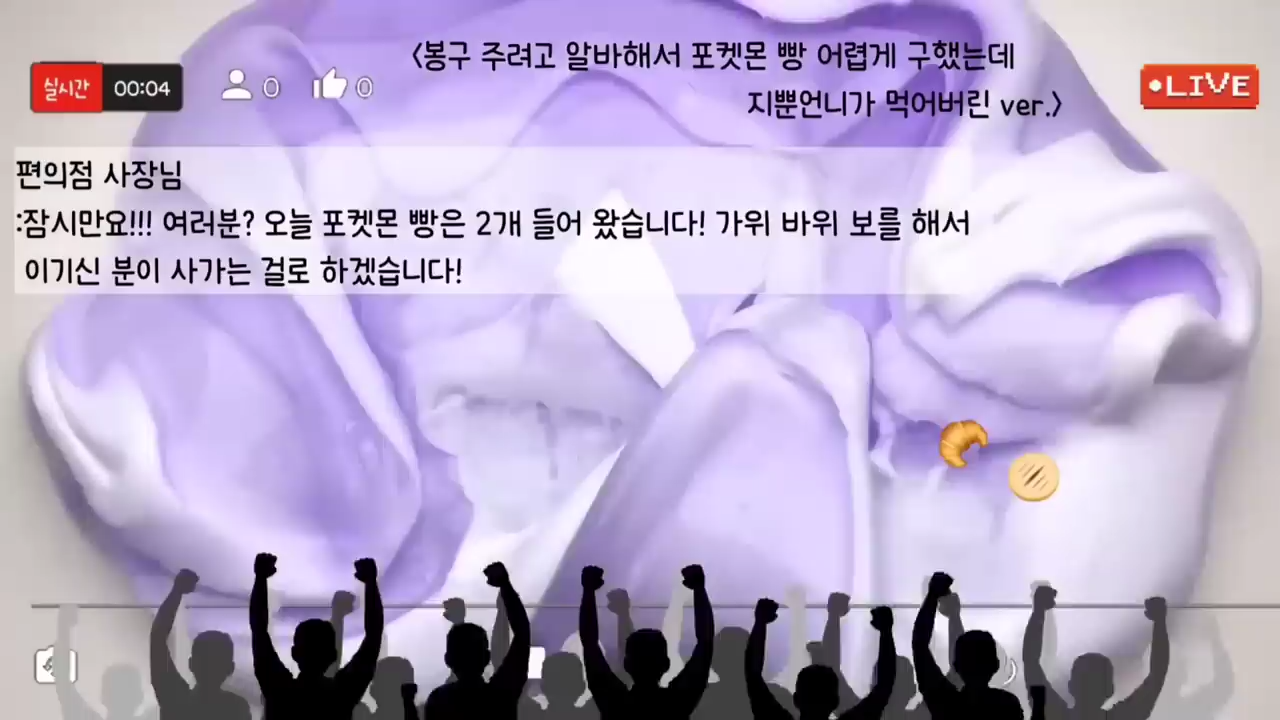 〈봉구 주려고 알바해서 포켓몬 빵 어렵게 구했는데
지뿐언니가 먹어버린 ver.〉
실시간 00:04 0 0
LIVE
편의점 사장님
:잠시만요!!! 여러분? 오늘 포켓몬 빵은 2개 들어 왔습니다! 가위 바위 보를 해서
이기신 분이 사가는 걸로 하겠습니다!